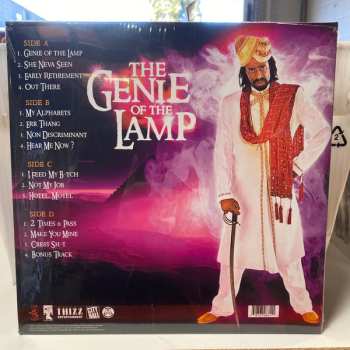 SIDE A
1. GENIE OF THE LAMP
2. SHE NEVA SEEN
3. EARLY RETIREMENT
4. OUT THERE
SIDE B
1. MY ALPHABETS
2. ERR THANG
3. NON DISCRIMINANT
4. HEAR ME NOW ?
SIDE C
1. I FEED MY B*TCH
2. NOT MY JOB
3. HOTEL, MOTEL
SIDE D
1. 2 TIMES & PASS
2. MAKE YOU MINE
3. CREST SH-T
4. BONUS TRACK
THE
GENIE
OF THE
LAMP
THIZZ
ENTERTAINMENT